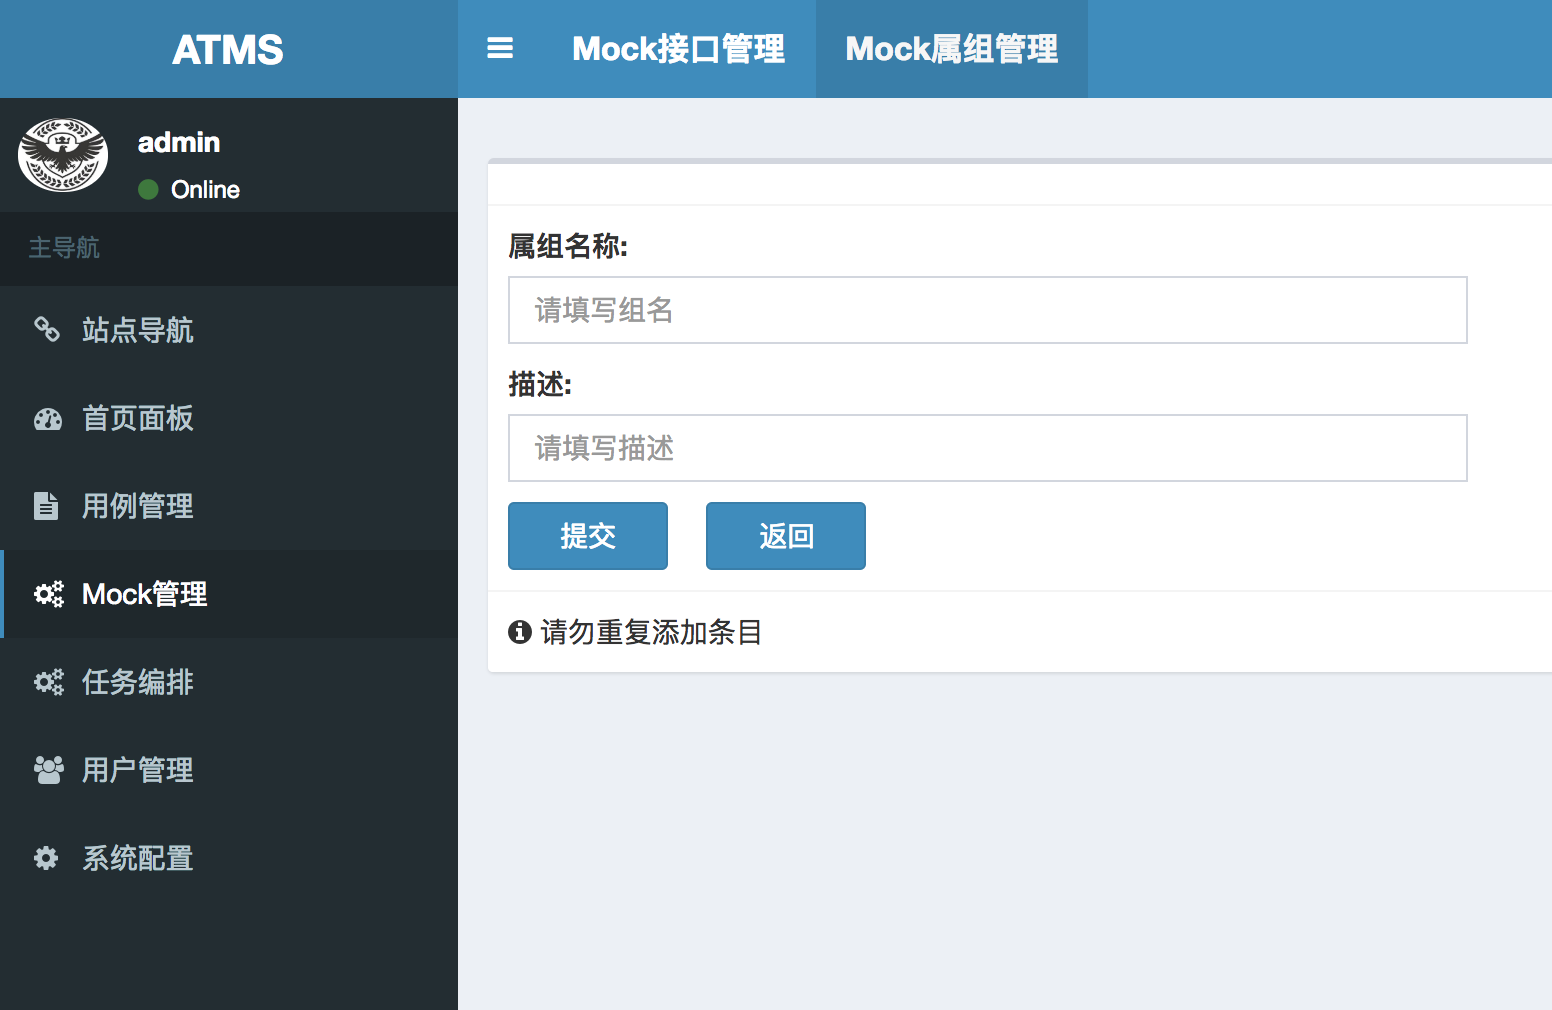 ATMS
Mock接口管理
Mock属组管理
admin
Online
主导航
站点导航
首页面板
用例管理
Mock管理
任务编排
用户管理
系统配置
属组名称:
请填写组名
描述:
请填写描述
提交
返回
请勿重复添加条目